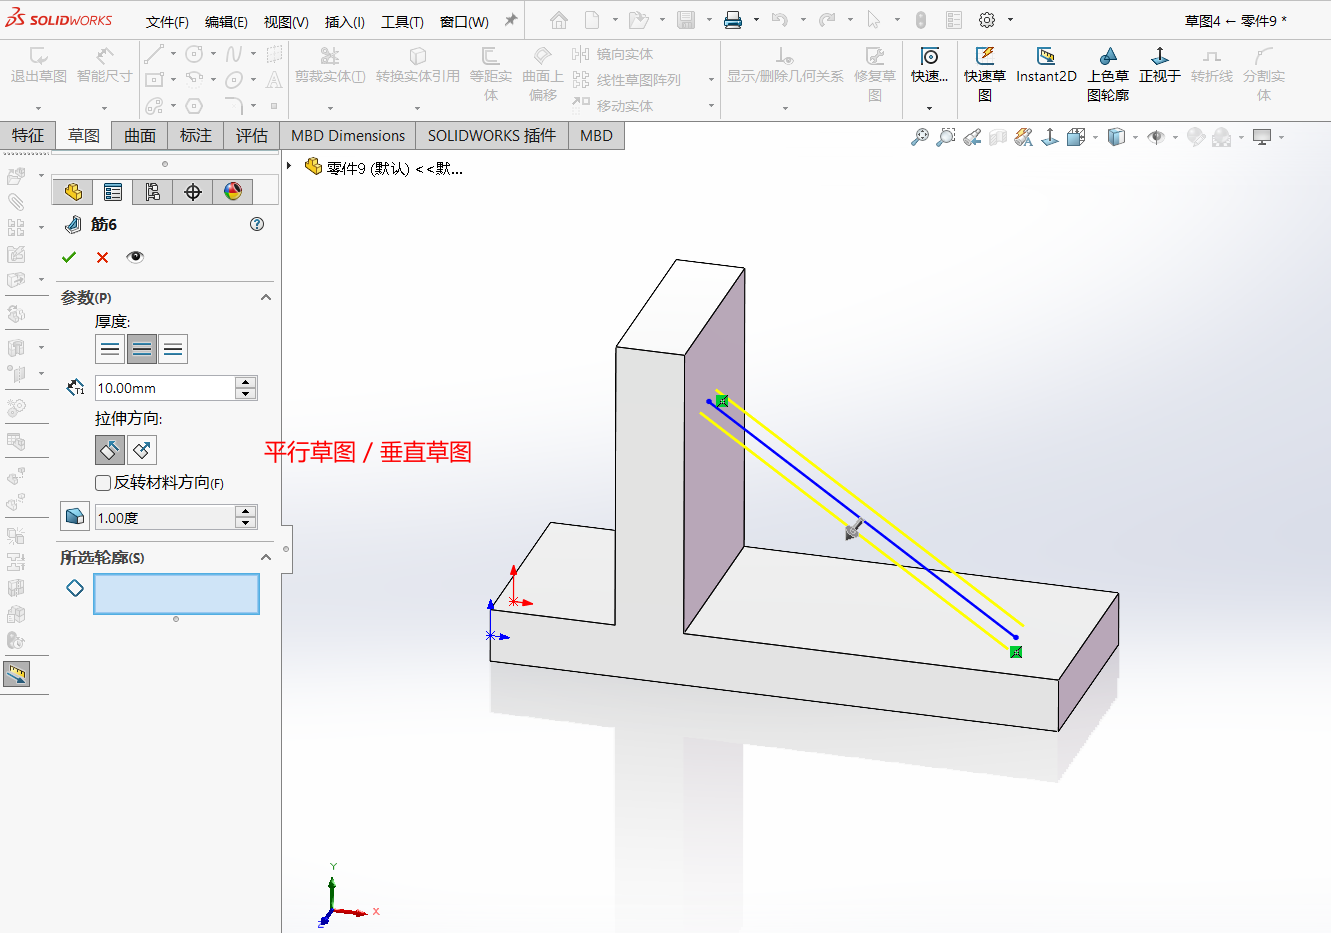 SOLIDWORKS 文件(F) 编辑(E) 视图(V) 插入(I) 工具(T) 窗口(W) 草图4 ← 零件9 *
退出草图 智能尺寸 剪裁实体(T) 转换实体引用 等距实体 曲面上偏移 镜向实体 线性草图阵列 移动实体 显示/删除几何关系 修复草图 快速... 快速草图 Instant2D 上色草图轮廓 正视于 转折线 分割实体
特征 草图 曲面 标注 评估 MBD Dimensions SOLIDWORKS 插件 MBD
零件9 (默认) <<默...
筋6
参数(P)
厚度:
T1 10.00mm
拉伸方向:
平行草图 / 垂直草图
反转材料方向(F)
1.00度
所选轮廓(S)
Y
X
Z